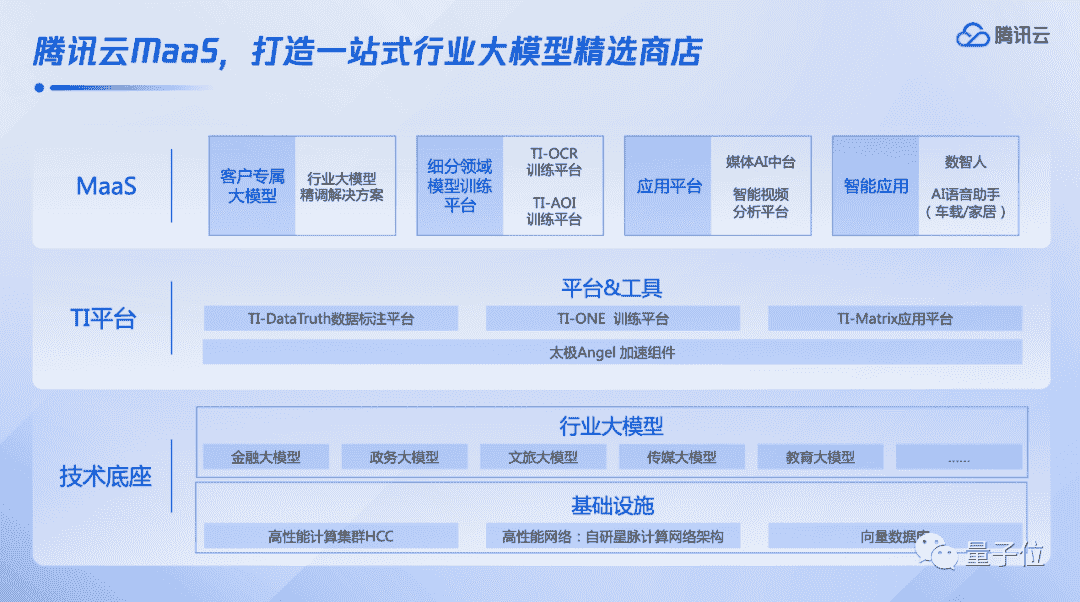 腾讯云MaaS，打造一站式行业大模型精选商店
腾讯云
MaaS
客户专属
大模型
行业大模型
精调解决方案
细分领域
模型训练
平台
TI-OCR
训练平台
TI-AOI
训练平台
应用平台
媒体AI中台
智能视频
分析平台
智能应用
数智人
AI语音助手
（车载/家居）
TI平台
平台&工具
TI-DataTruth数据标注平台
TI-ONE 训练平台
TI-Matrix应用平台
太极Angel 加速组件
技术底座
行业大模型
金融大模型
政务大模型
文旅大模型
传媒大模型
教育大模型
......
基础设施
高性能计算集群HCC
高性能网络：自研星脉计算网络架构
向量数据库
量子位